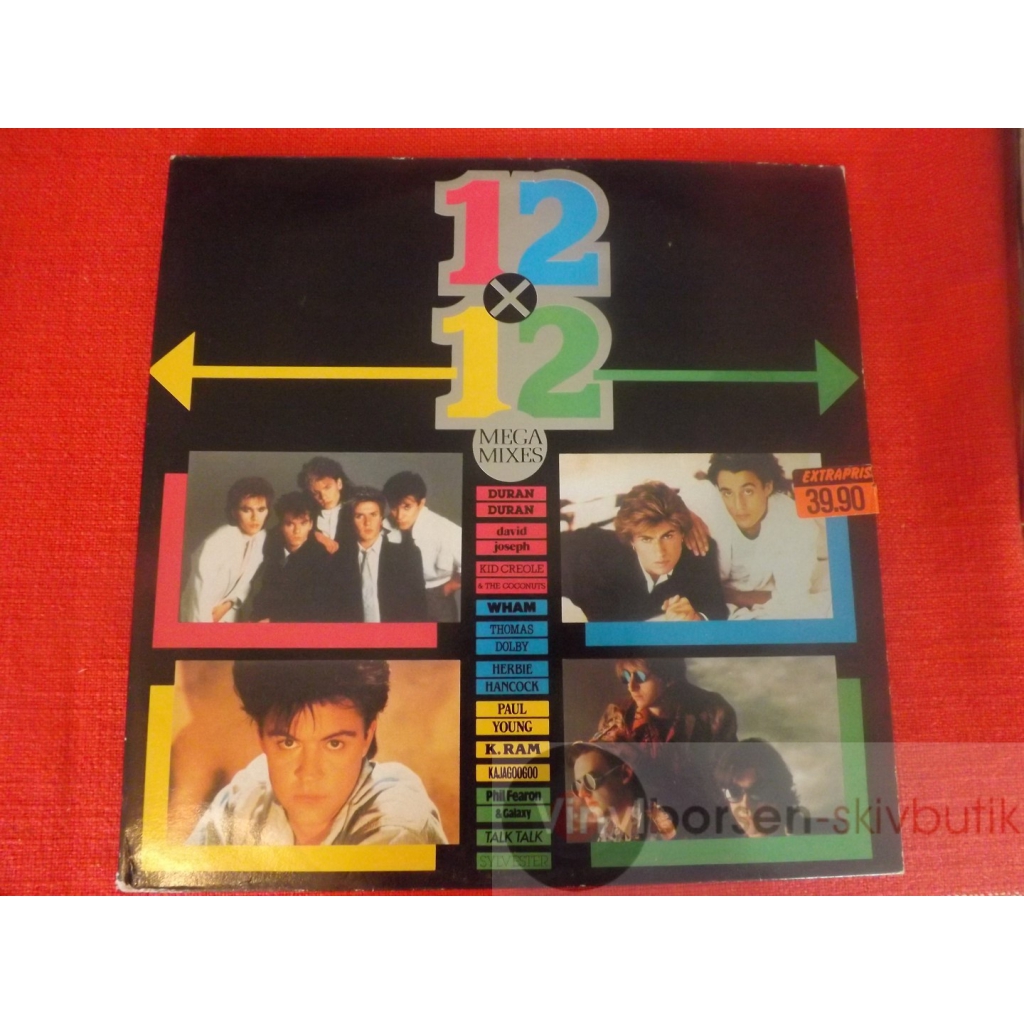 12
X
12
MEGA
MIXES
EXTRAPRIS
39.90
DURAN
DURAN
david
joseph
KID CREOLE
& THE COCONUTS
WHAM
THOMAS
DOLBY
HERBIE
HANCOCK
PAUL
YOUNG
K. RAM
KAJAGOOGOO
Phil Fearon
& Galaxy
TALK TALK
SYLVESTER
Vinylborsen-skivbutik